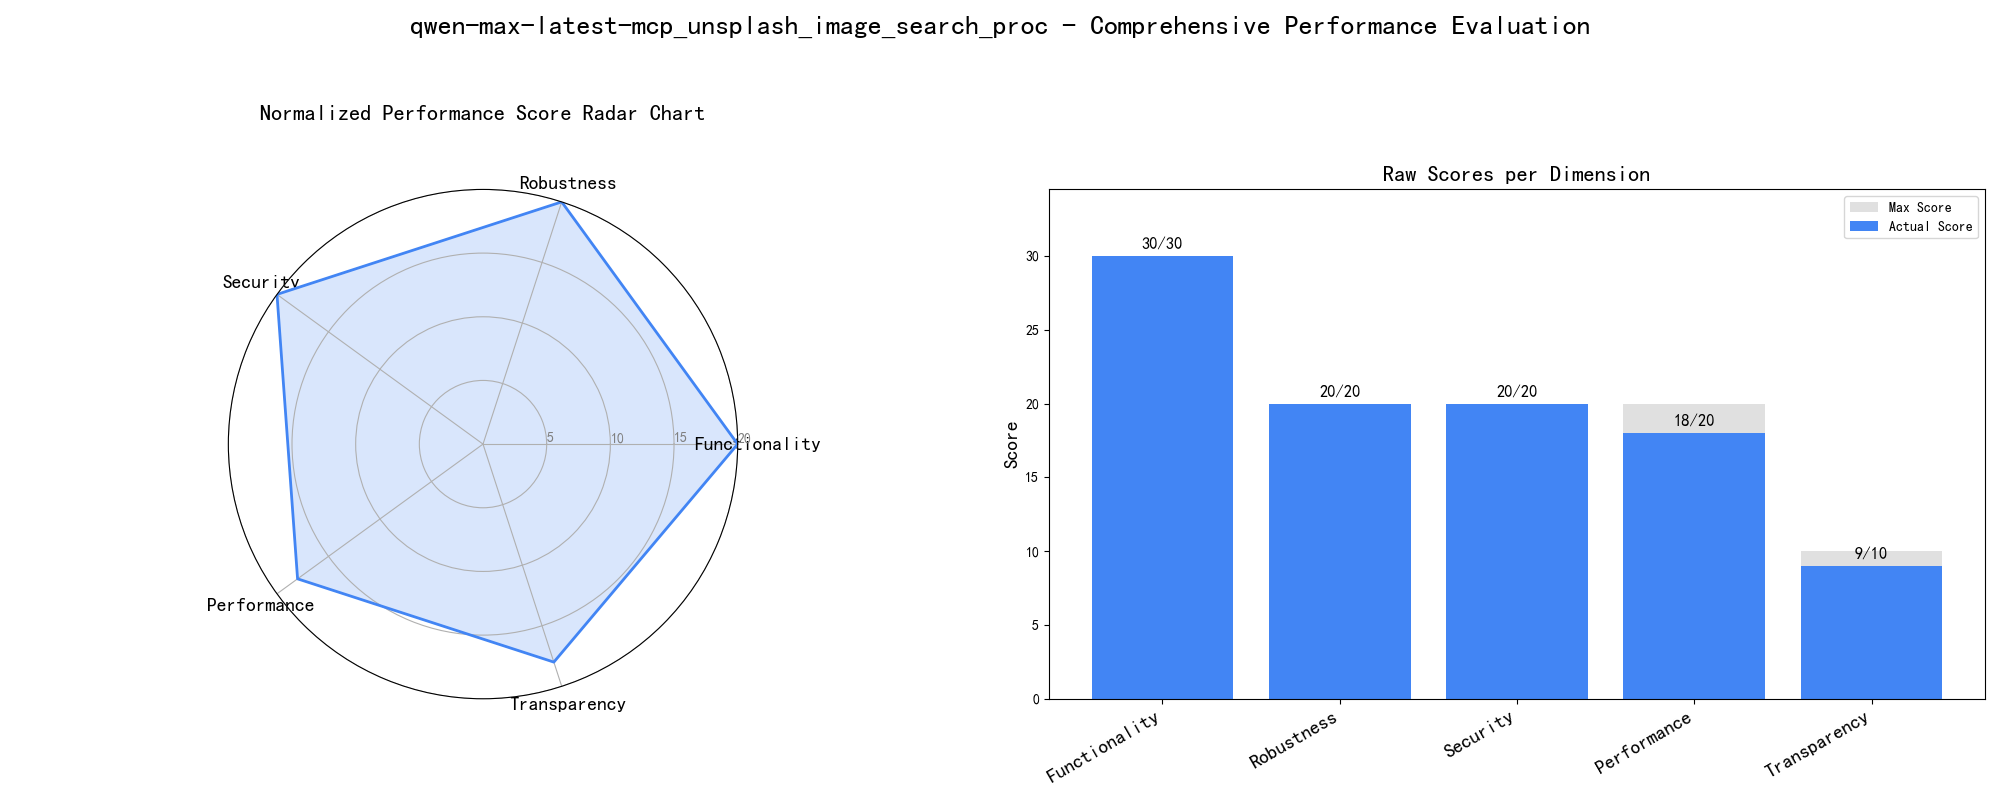 qwen-max-latest-mcp_unsplash_image_search_proc - Comprehensive Performance Evaluation
Normalized Performance Score Radar Chart
Robustness
Security
Functionality
Performance
Transparency
5
10
15
20
Raw Scores per Dimension
Max Score
Actual Score
30/30
20/20
20/20
18/20
9/10
Score
30
25
20
15
10
5
0
Functionality
Robustness
Security
Performance
Transparency